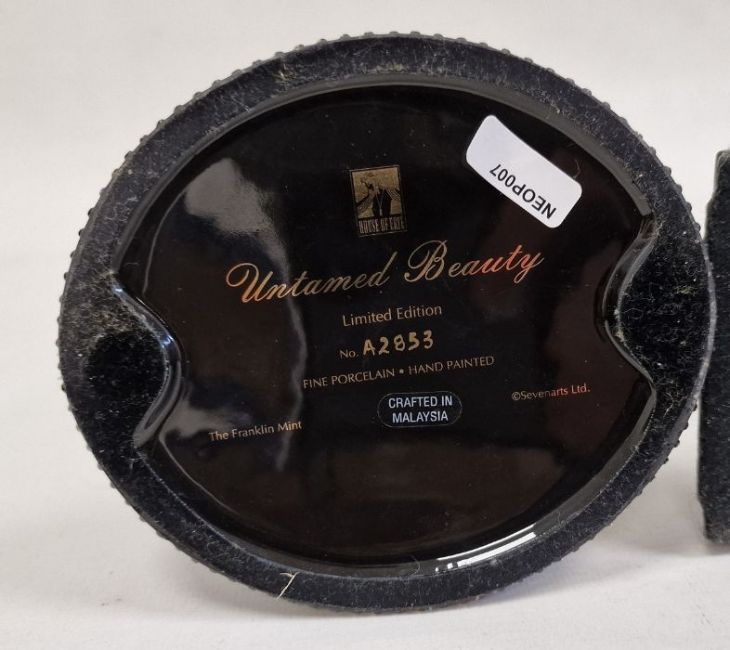 NEOP007
HOUSE OF ERTÉ
Untamed Beauty
Limited Edition
No. A2853
FINE PORCELAIN • HAND PAINTED
CRAFTED IN
MALAYSIA
©Sevenarts Ltd.
The Franklin Mint